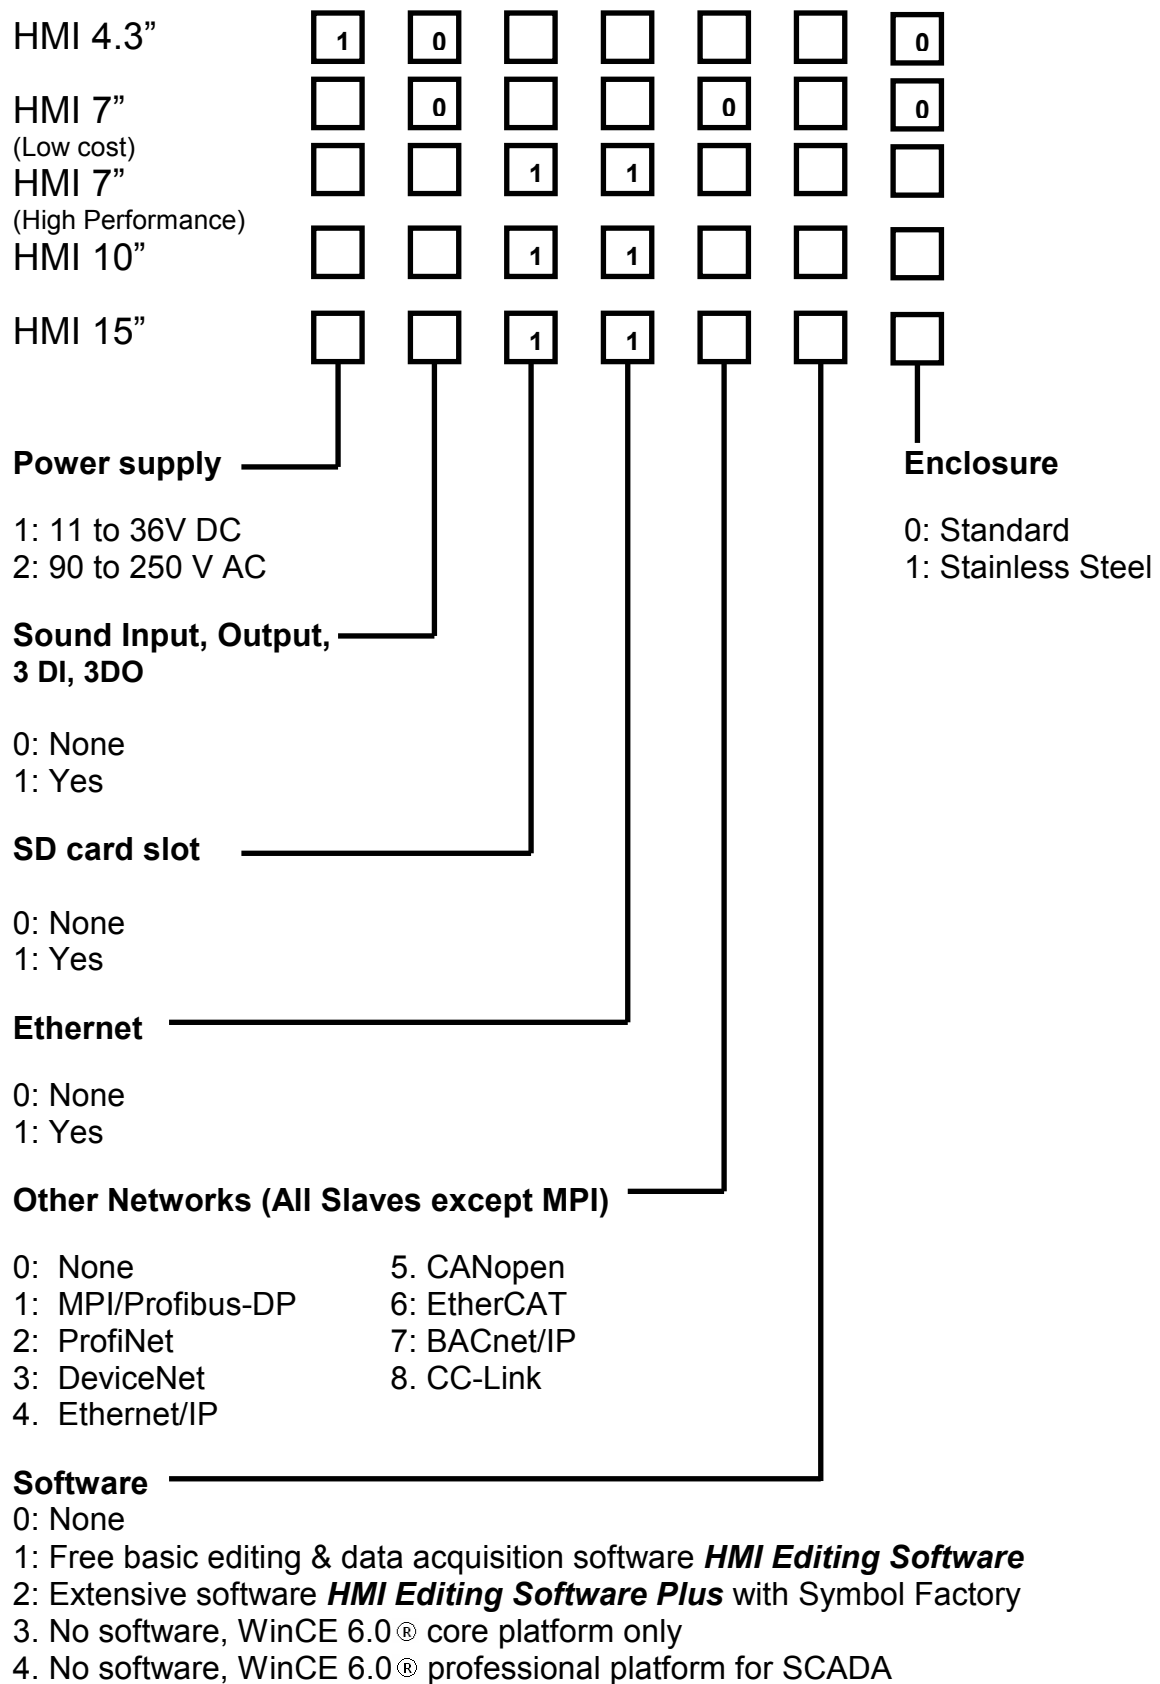 HMI 4.3” 1 0 0
HMI 7” 0 0 0
(Low cost)
HMI 7” 1 1
(High Performance)
HMI 10” 1 1
HMI 15” 1 1
Power supply
1: 11 to 36V DC
2: 90 to 250 V AC
Enclosure
0: Standard
1: Stainless Steel
Sound Input, Output,
3 DI, 3DO
0: None
1: Yes
SD card slot
0: None
1: Yes
Ethernet
0: None
1: Yes
Other Networks (All Slaves except MPI)
0: None
1: MPI/Profibus-DP
2: ProfiNet
3: DeviceNet
4. Ethernet/IP
5. CANopen
6: EtherCAT
7: BACnet/IP
8. CC-Link
Software
0: None
1: Free basic editing & data acquisition software HMI Editing Software
2: Extensive software HMI Editing Software Plus with Symbol Factory
3. No software, WinCE 6.0® core platform only
4. No software, WinCE 6.0® professional platform for SCADA